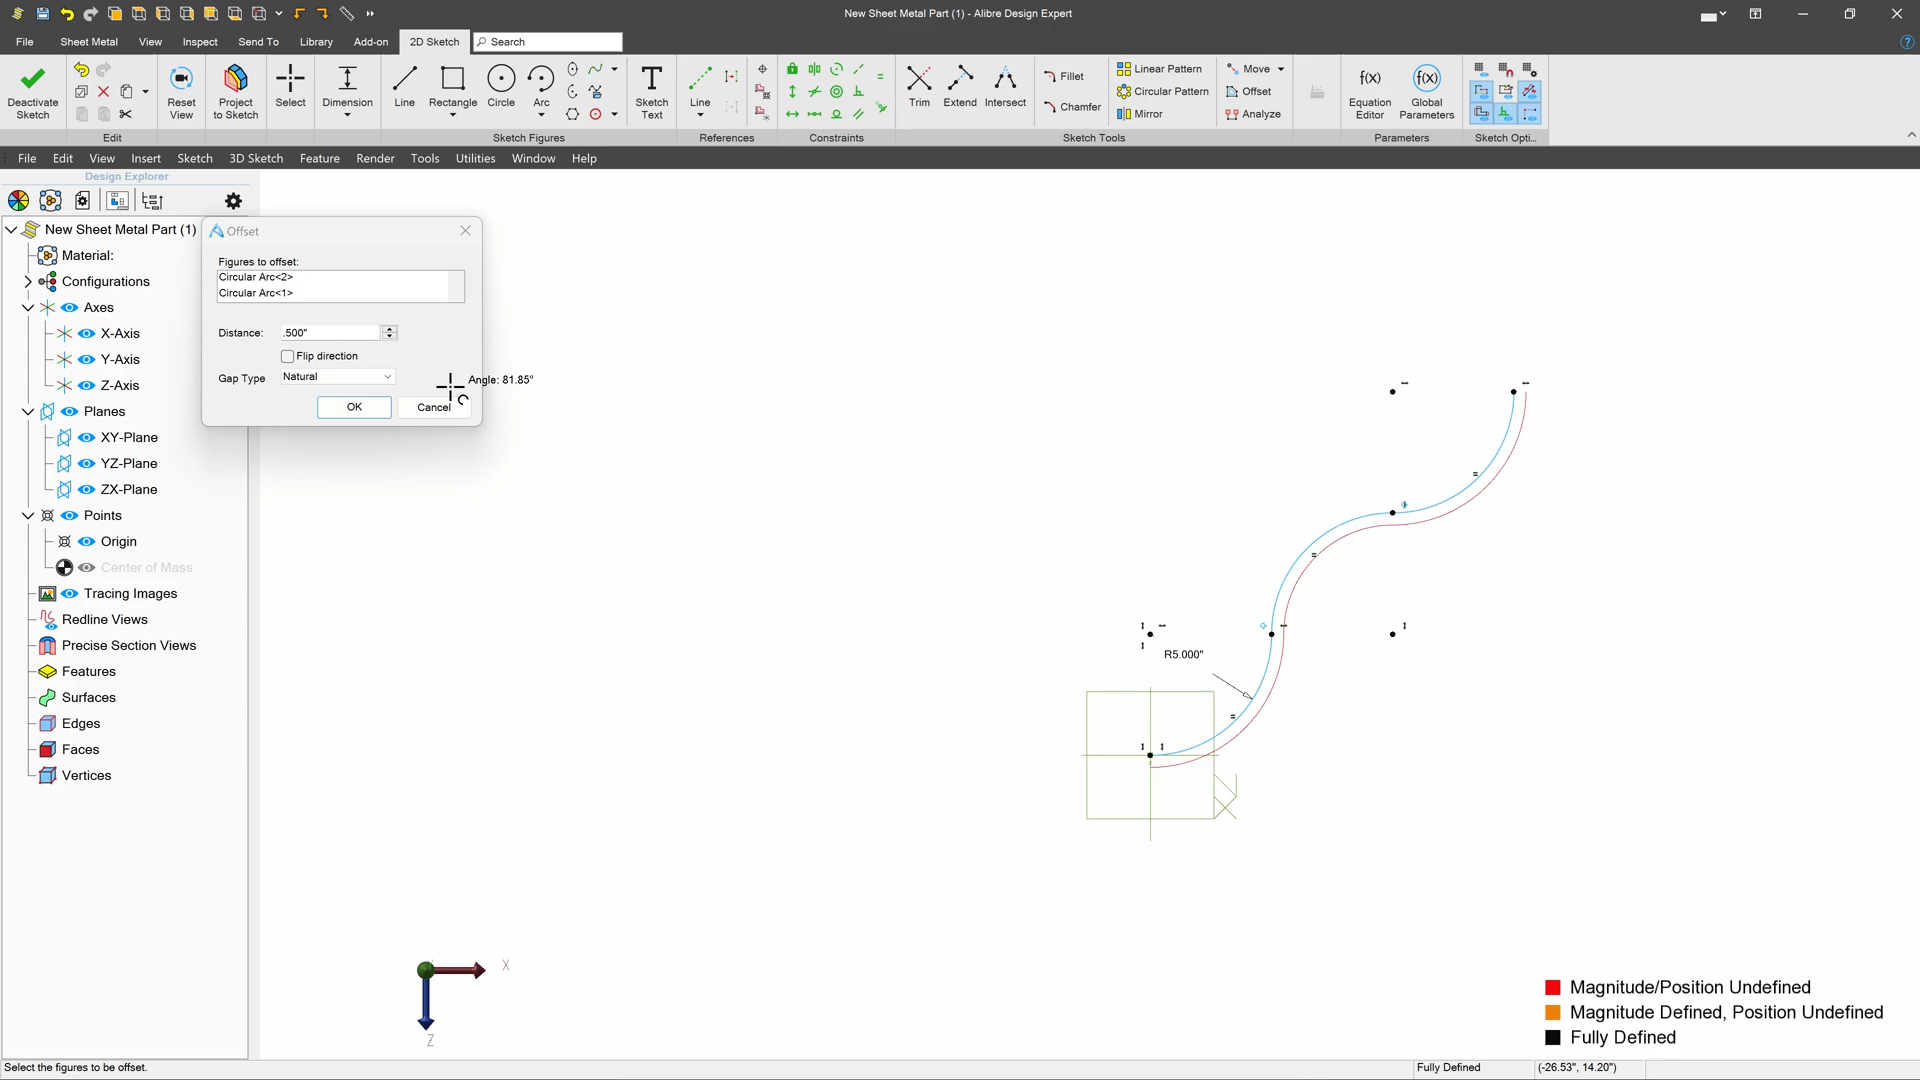 New Sheet Metal Part (1) - Alibre Design Expert
File Sheet Metal View Inspect Send To Library Add-on 2D Sketch Search
Deactivate Sketch
Edit
Reset View
Project to Sketch
Select
Dimension
Line Rectangle Circle Arc
Sketch Figures
Sketch Text
Line
References
Constraints
Trim Extend Intersect
Fillet
Chamfer
Linear Pattern
Circular Pattern
Mirror
Move
Offset
Analyze
Sketch Tools
f(x) Equation Editor
f(x) Global Parameters
Parameters
Sketch Opti...
File Edit View Insert Sketch 3D Sketch Feature Render Tools Utilities Window Help
Design Explorer
New Sheet Metal Part (1)
Material:
Configurations
Axes
X-Axis
Y-Axis
Z-Axis
Planes
XY-Plane
YZ-Plane
ZX-Plane
Points
Origin
Center of Mass
Tracing Images
Redline Views
Precise Section Views
Features
Surfaces
Edges
Faces
Vertices
Offset
Figures to offset:
Circular Arc<2>
Circular Arc<1>
Distance: .500"
Flip direction
Gap Type Natural
OK Cancel
Angle: 81.85°
R5.000"
X
Z
Magnitude/Position Undefined
Magnitude Defined, Position Undefined
Fully Defined
Select the figures to be offset.
Fully Defined (-26.53", 14.20")